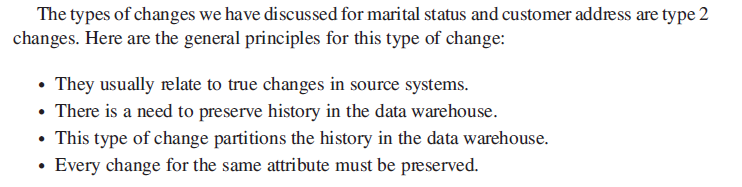 The types of changes we have discussed for marital status and customer address are type 2
changes. Here are the general principles for this type of change:
• They usually relate to true changes in source systems.
• There is a need to preserve history in the data warehouse.
• This type of change partitions the history in the data warehouse.
• Every change for the same attribute must be preserved.